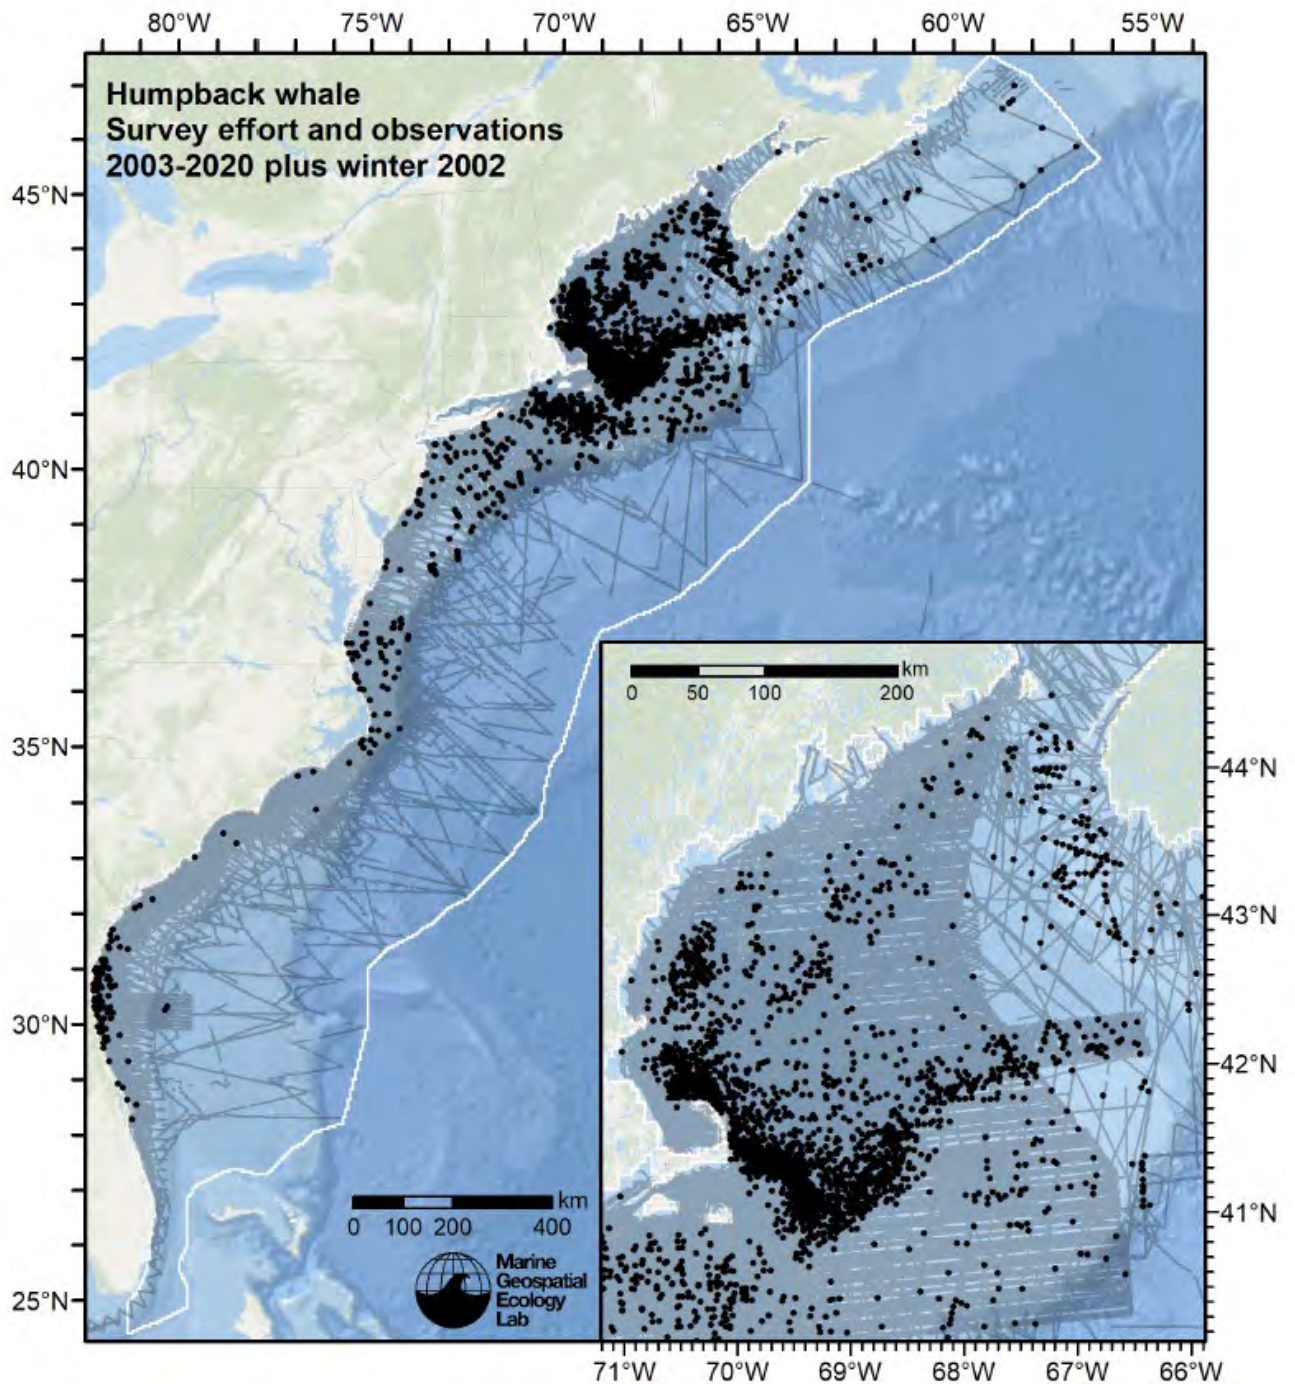 80°W 75°W 70°W 65°W 60°W 55°W
Humpback whale
Survey effort and observations
2003-2020 plus winter 2002
45°N
40°N
35°N
30°N
25°N
km
0 100 200 400
Marine
Geospatial
Ecology
Lab
km
0 50 100 200
44°N
43°N
42°N
41°N
71°W 70°W 69°W 68°W 67°W 66°W